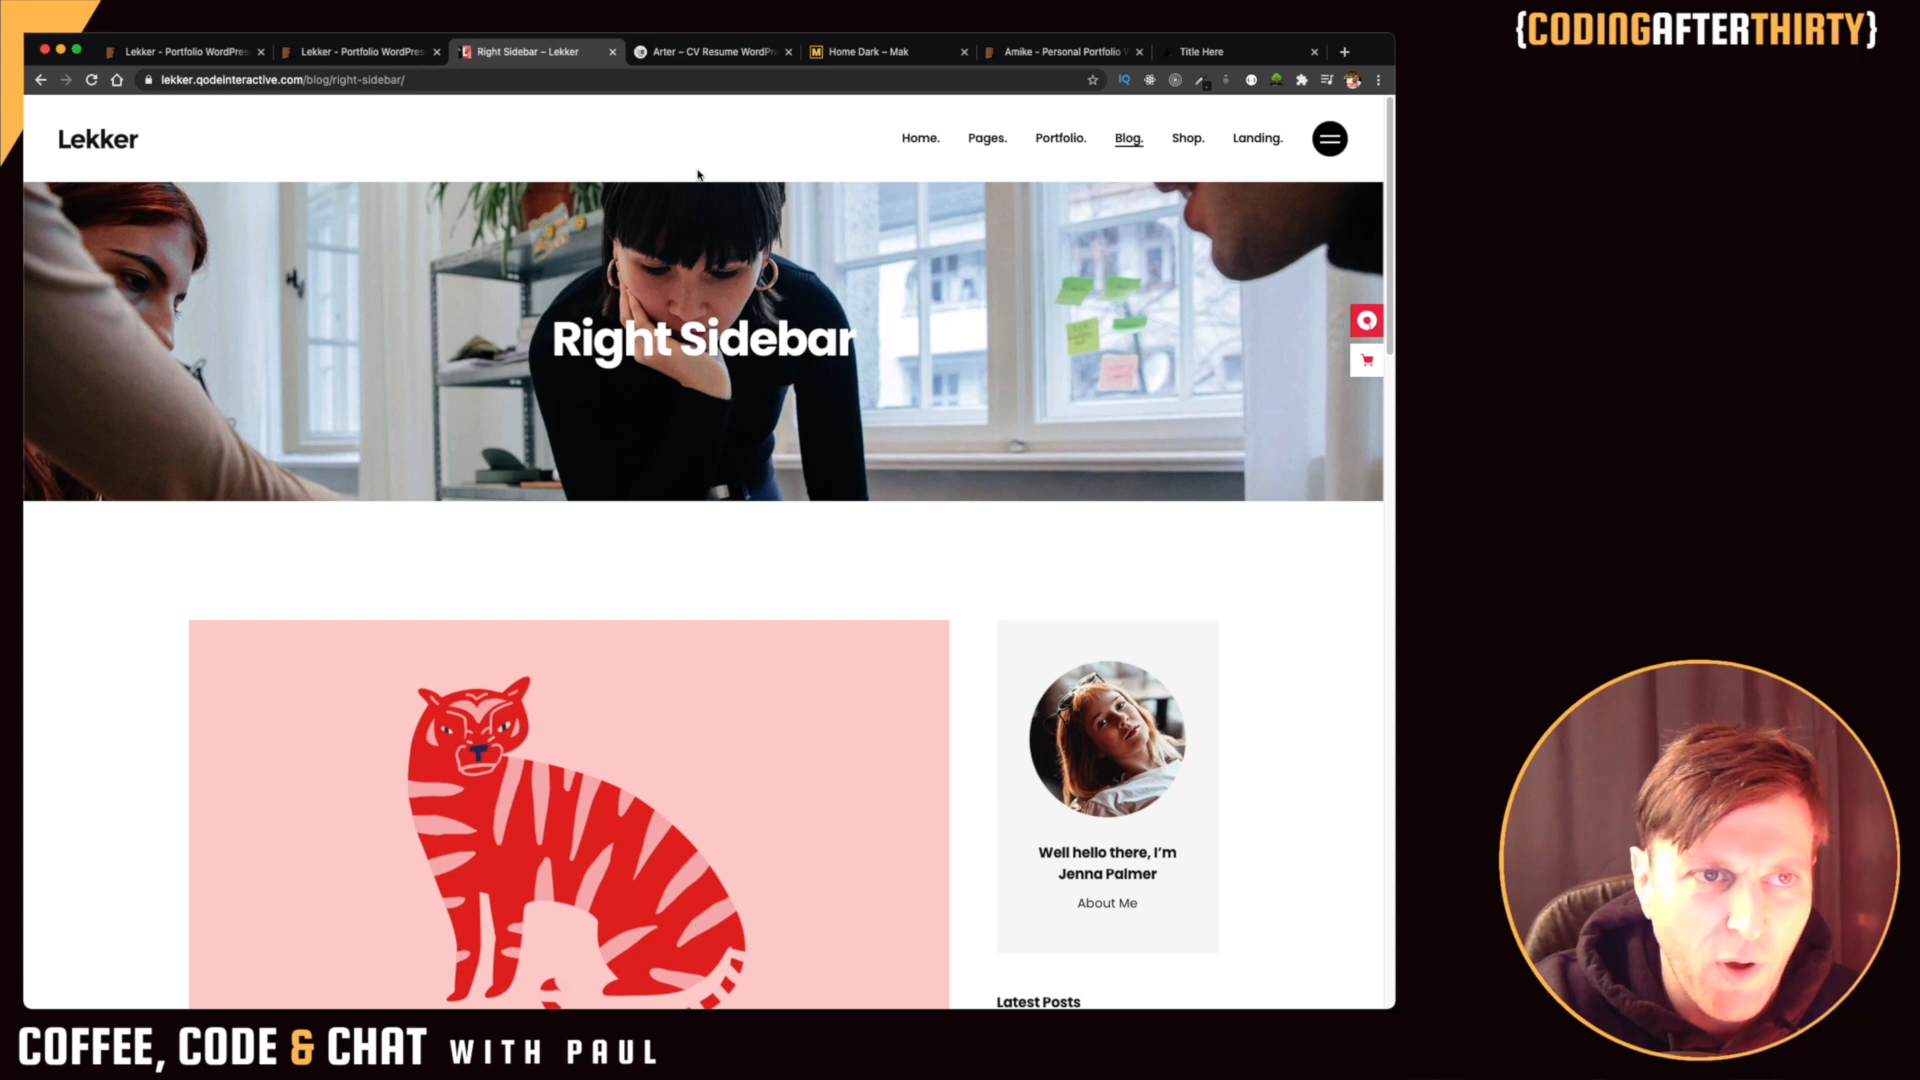 {CODINGAFTERTHIRTY}
Lekker - Portfolio WordPres
Lekker - Portfolio WordPres
Right Sidebar – Lekker
Arter – CV Resume WordPr
Home Dark – Mak
Amike - Personal Portfolio
Title Here
lekker.qodeinteractive.com/blog/right-sidebar/
IQ
Lekker
Home.
Pages.
Portfolio.
Blog.
Shop.
Landing.
Right Sidebar
Well hello there, I'm
Jenna Palmer
About Me
Latest Posts
COFFEE, CODE & CHAT WITH PAUL